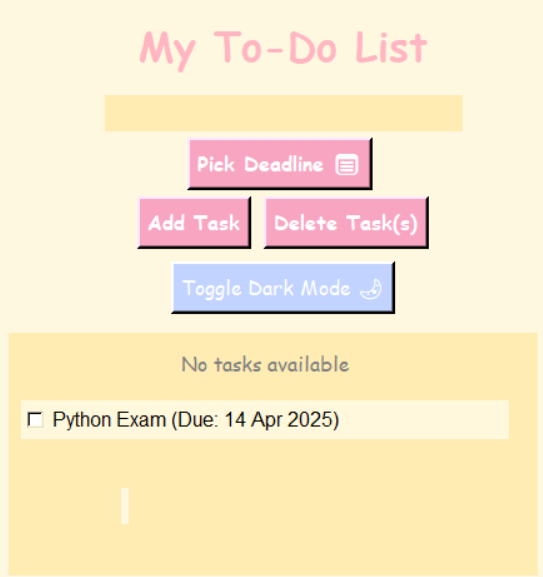 My To-Do List
Pick Deadline
Add Task Delete Task(s)
Toggle Dark Mode 🌙
No tasks available
Python Exam (Due: 14 Apr 2025)